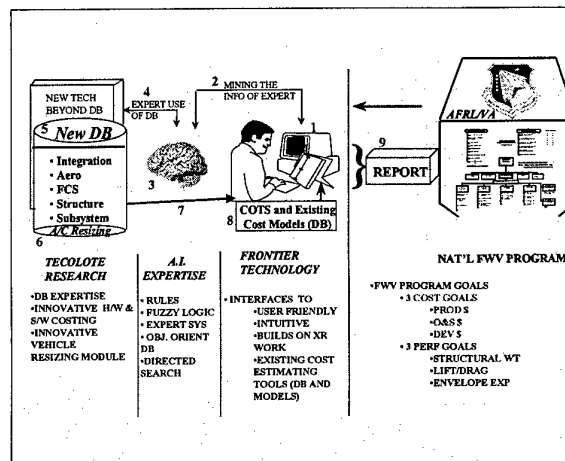 NEW TECH
BEYOND DB
4
EXPERT USE
OF DB
2 MINING THE
INFO OF EXPERT
1
3
5 New DB
• Integration
• Aero
• FCS
• Structure
• Subsystem
6 A/C Resizing
7
8 COTS and Existing
Cost Models (DB)
9
REPORT
AFRL/VA
TECOLOTE
RESEARCH
•DB EXPERTISE
•INNOVATIVE H/W &
S/W COSTING
•INNOVATIVE
VEHICLE
RESIZING MODULE
A.I.
EXPERTISE
•RULES
•FUZZY LOGIC
•EXPERT SYS
•OBJ. ORIENT
DB
•DIRECTED
SEARCH
FRONTIER
TECHNOLOGY
•INTERFACES TO
•USER FRIENDLY
•INTUITIVE
•BUILDS ON XR
WORK
•EXISTING COST
ESTIMATING
TOOLS (DB AND
MODELS)
NAT'L FWV PROGRAM
•FWV PROGRAM GOALS
•3 COST GOALS
•PROD $
•O&S $
•DEV $
•3 PERF GOALS
•STRUCTURAL WT
•LIFT/DRAG
•ENVELOPE EXP